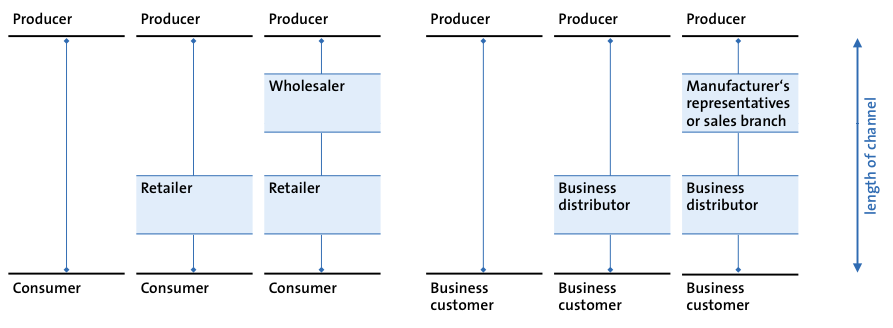 Producer
Producer
Producer
Producer
Producer
Producer
Wholesaler
Manufacturer‘s
representatives
or sales branch
Retailer
Retailer
Business
distributor
Business
distributor
Consumer
Consumer
Consumer
Business
customer
Business
customer
Business
customer
length of channel